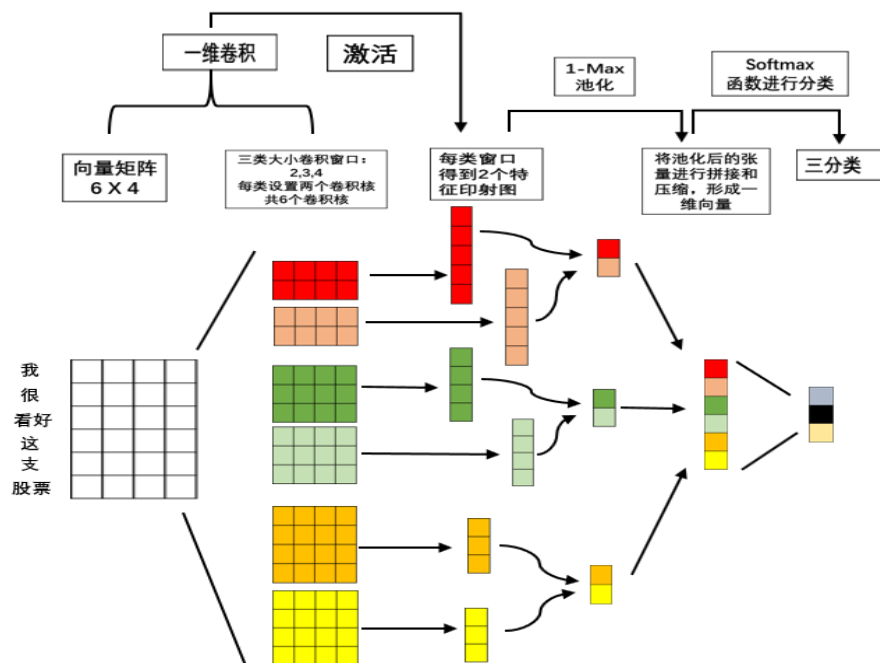 一维卷积
激活
1-Max
池化
Softmax
函数进行分类
向量矩阵
6 X 4
三类大小卷积窗口：
2,3,4
每类设置两个卷积核
共6个卷积核
每类窗口
得到2个特
征印射图
将池化后的张
量进行拼接和
压缩，形成一
维向量
三分类
我
很
看好
这
支
股票